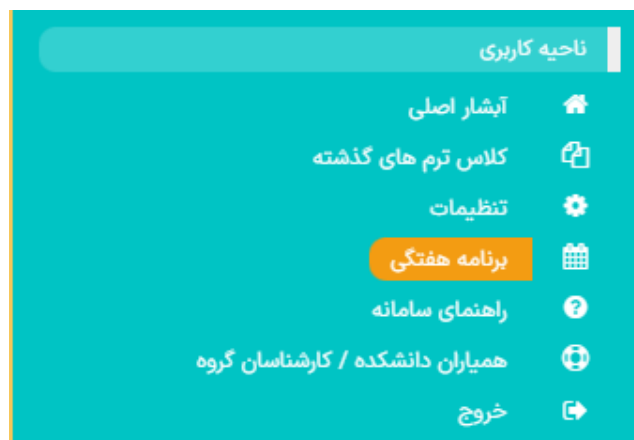 ناحیه کاربری
آبشار اصلی
کلاس ترم های گذشته
تنظیمات
برنامه هفتگی
راهنمای سامانه
همیاران دانشکده / کارشناسان گروه
خروج